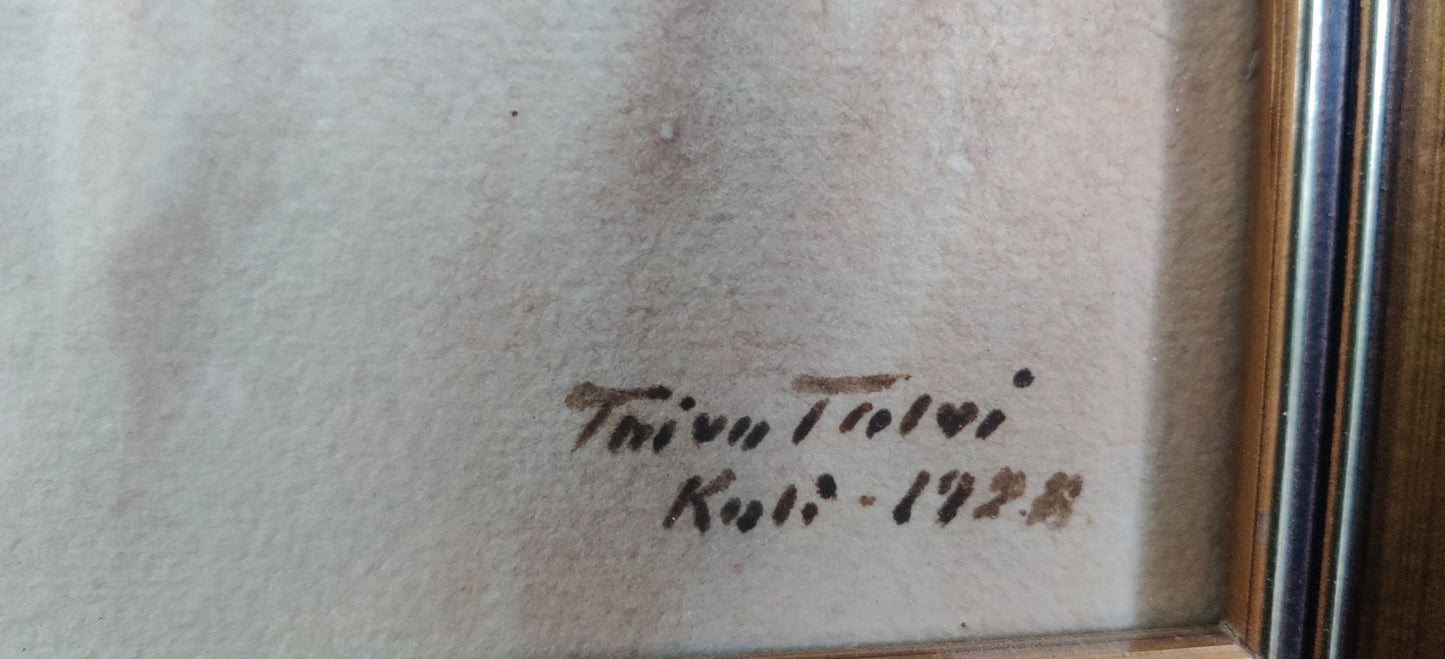 Toivo Talvi
Koli - 1928